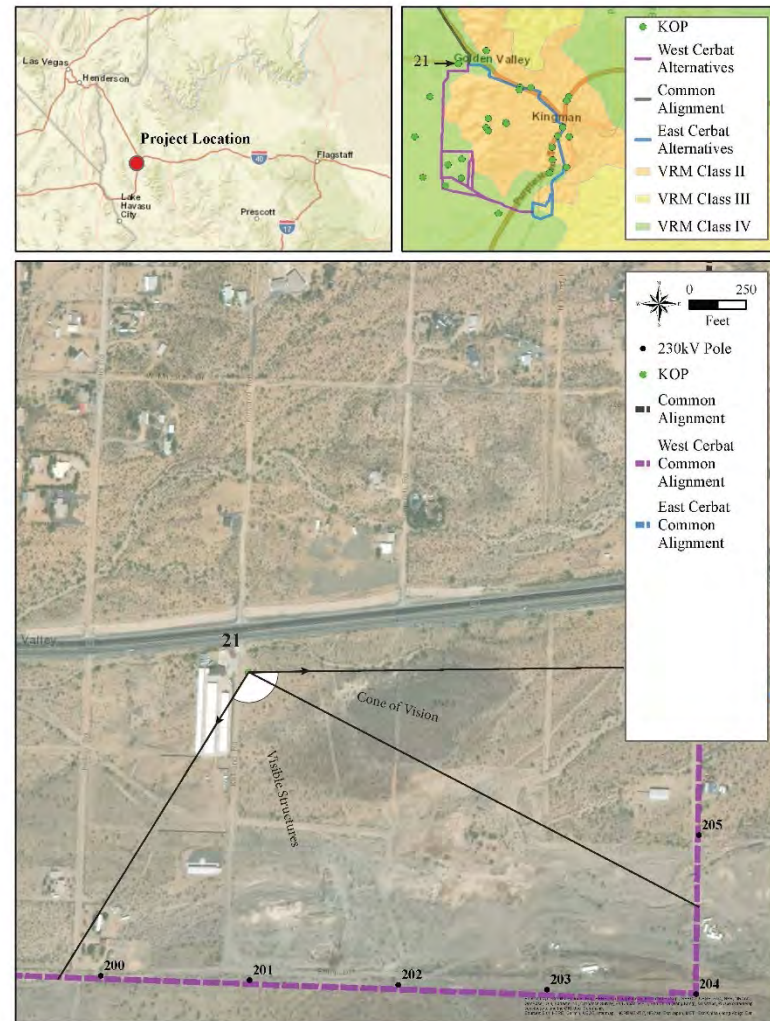 Las Vegas
Henderson
Project Location
40
Flagstaff
Lake
Havasu
City
Prescott
17
21
Golden Valley
Kingman
KOP
West Cerbat
Alternatives
Common
Alignment
East Cerbat
Alternatives
VRM Class II
VRM Class III
VRM Class IV
0 250
Feet
230kV Pole
KOP
Common
Alignment
West Cerbat
Common
Alignment
East Cerbat
Common
Alignment
Valley
21
Cone of Vision
Visible Structures
205
200
201
202
203
204